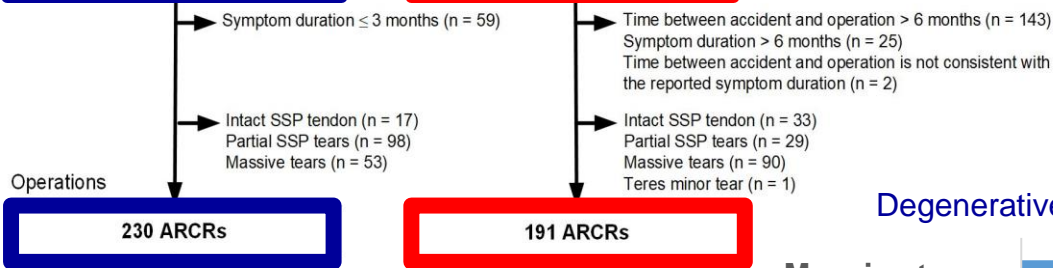 Symptom duration ≤ 3 months (n = 59)
Time between accident and operation > 6 months (n = 143)
Symptom duration > 6 months (n = 25)
Time between accident and operation is not consistent with
the reported symptom duration (n = 2)
Intact SSP tendon (n = 17)
Partial SSP tears (n = 98)
Massive tears (n = 53)
Intact SSP tendon (n = 33)
Partial SSP tears (n = 29)
Massive tears (n = 90)
Teres minor tear (n = 1)
Operations
Degenerative
230 ARCRs
191 ARCRs